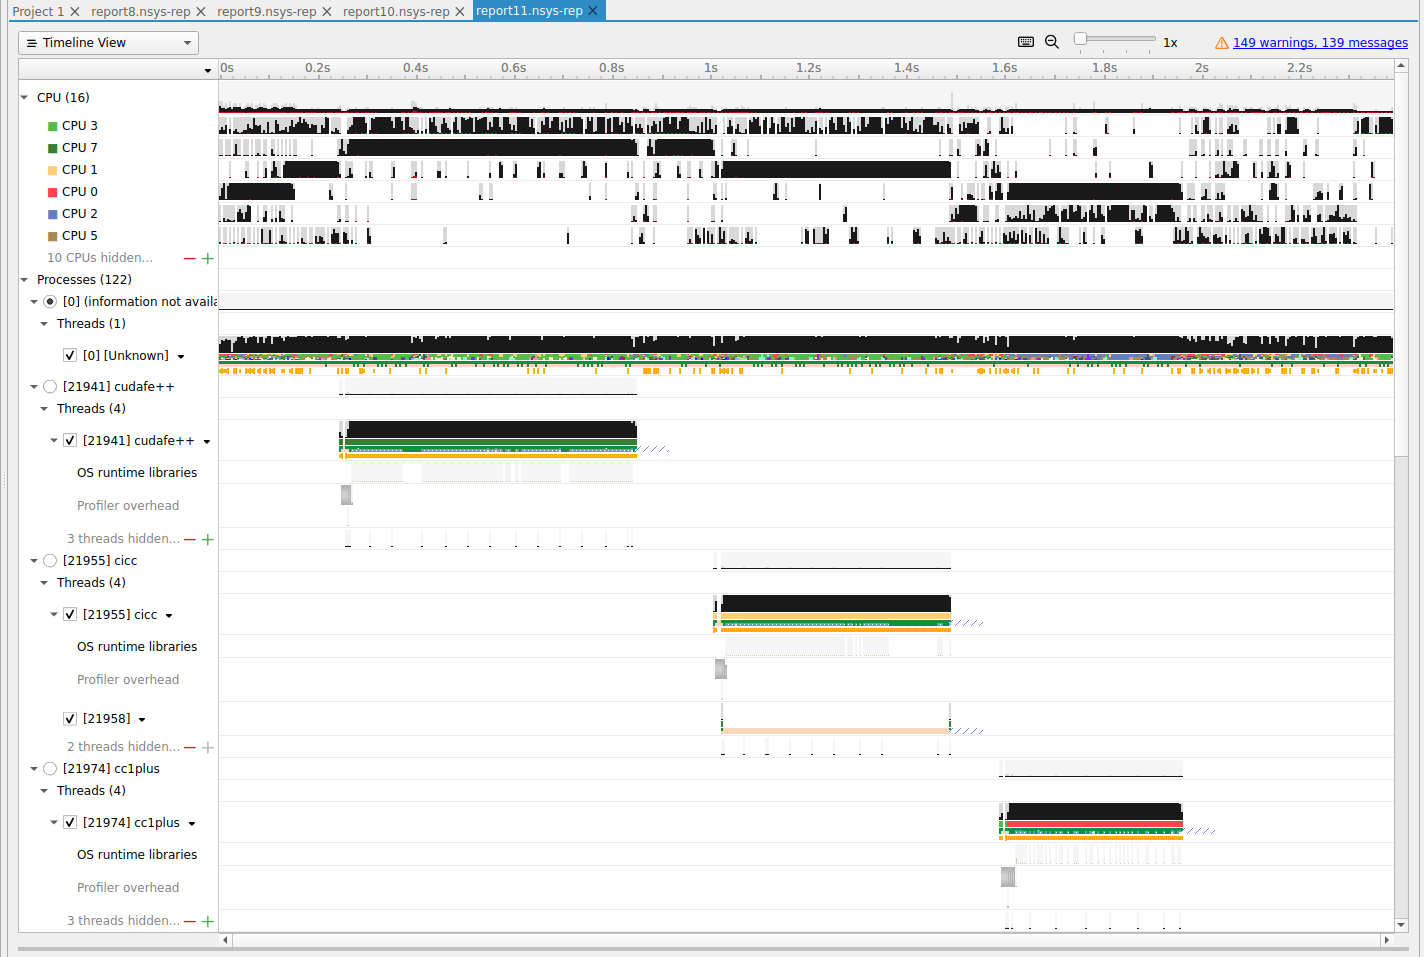 Project 1 report8.nsys-rep report9.nsys-rep report10.nsys-rep report11.nsys-rep
Timeline View 1x 149 warnings, 139 messages
0s 0.2s 0.4s 0.6s 0.8s 1s 1.2s 1.4s 1.6s 1.8s 2s 2.2s
CPU (16)
CPU 3
CPU 7
CPU 1
CPU 0
CPU 2
CPU 5
10 CPUs hidden...
Processes (122)
[0] (information not availa
Threads (1)
[0] [Unknown]
[21941] cudafe++
Threads (4)
[21941] cudafe++
OS runtime libraries
Profiler overhead
3 threads hidden...
[21955] cicc
Threads (4)
[21955] cicc
OS runtime libraries
Profiler overhead
[21958]
2 threads hidden...
[21974] cc1plus
Threads (4)
[21974] cc1plus
OS runtime libraries
Profiler overhead
3 threads hidden...